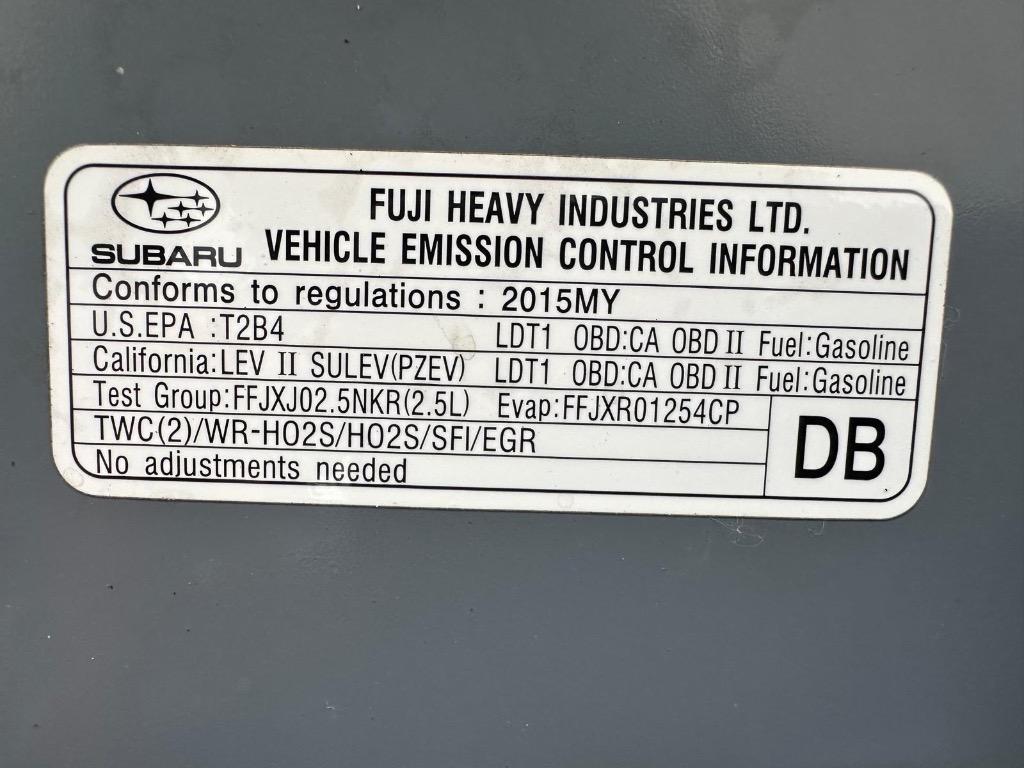 FUJI HEAVY INDUSTRIES LTD.
SUBARU VEHICLE EMISSION CONTROL INFORMATION
Conforms to regulations : 2015MY
U.S.EPA :T2B4 LDT1 OBD:CA OBD II Fuel:Gasoline
California:LEV II SULEV(PZEV) LDT1 OBD:CA OBD II Fuel:Gasoline
Test Group:FFJXJ02.5NKR(2.5L) Evap:FFJXR01254CP
TWC(2)/WR-HO2S/HO2S/SFI/EGR
DB
No adjustments needed